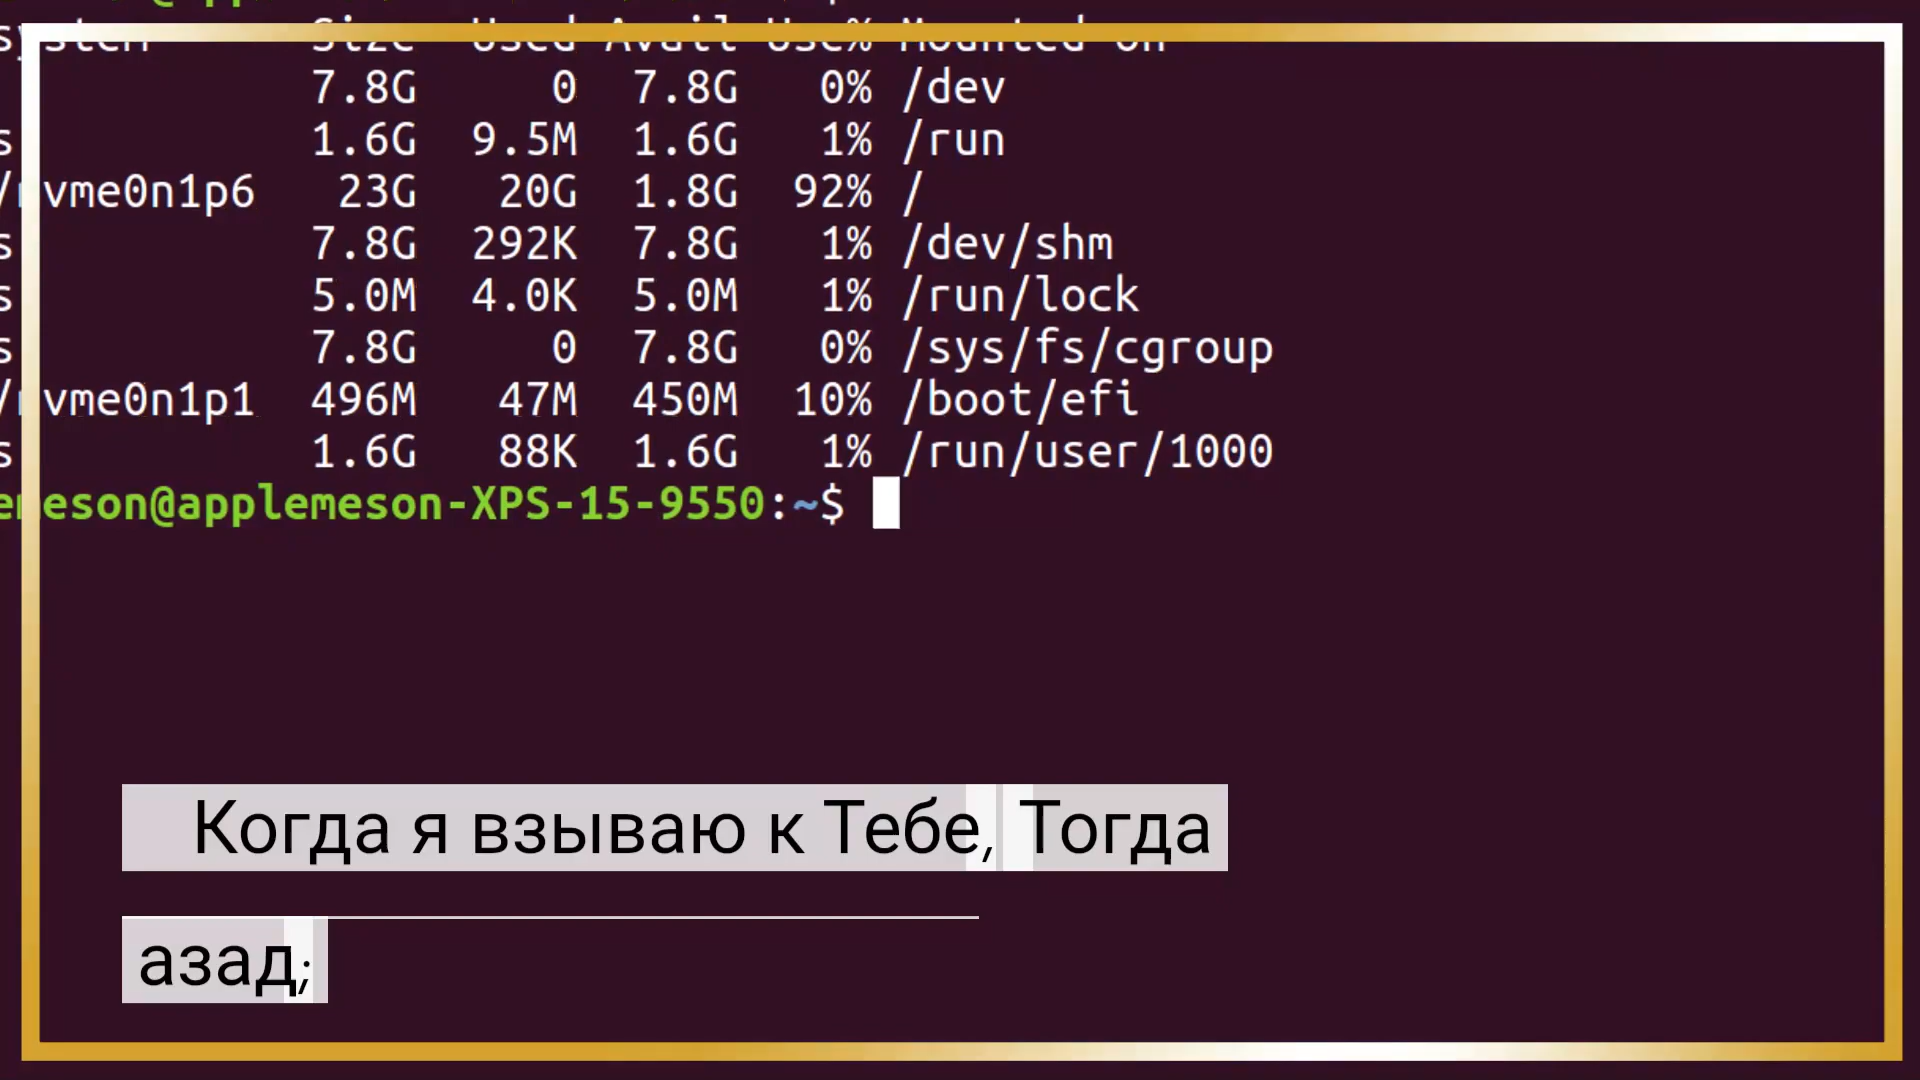 Size Used Avail Use% Mounted on
7.8G 0 7.8G 0% /dev
s 1.6G 9.5M 1.6G 1% /run
vme0n1p6 23G 20G 1.8G 92% /
s 7.8G 292K 7.8G 1% /dev/shm
s 5.0M 4.0K 5.0M 1% /run/lock
s 7.8G 0 7.8G 0% /sys/fs/cgroup
vme0n1p1 496M 47M 450M 10% /boot/efi
s 1.6G 88K 1.6G 1% /run/user/1000
eson@applemeson-XPS-15-9550:~$
Когда я взываю к Тебе, Тогда
азад;